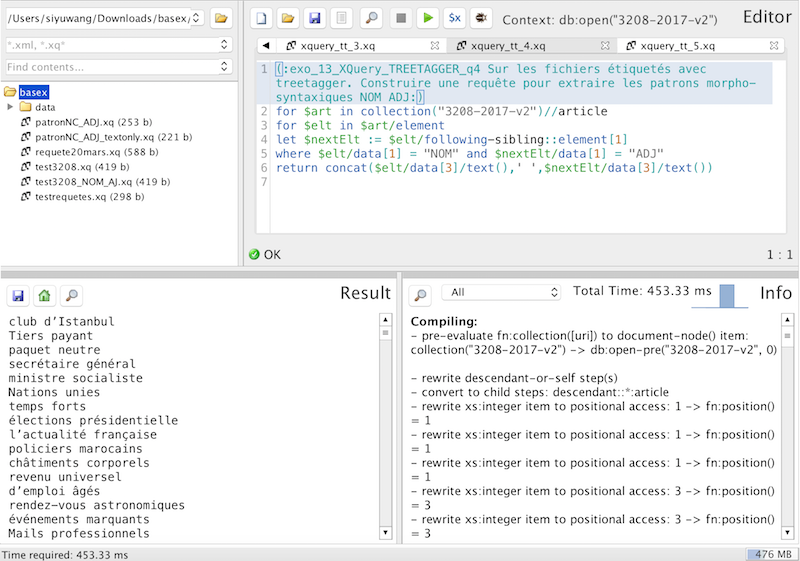 /Users/siyuwang/Downloads/basex/
*.xml, *.xq*
Find contents...
basex
data
patronNC_ADJ.xq (253 b)
patronNC_ADJ_textonly.xq (221 b)
requete20mars.xq (588 b)
test3208.xq (419 b)
test3208_NOM_AJ.xq (419 b)
testrequetes.xq (298 b)
$x
Context: db:open("3208-2017-v2")
Editor
xquery_tt_3.xq
xquery_tt_4.xq
xquery_tt_5.xq
1 (:exo_13_XQuery_TREETAGGER_q4 Sur les fichiers étiquetés avec
treetagger. Construire une requête pour extraire les patrons morpho-
syntaxiques NOM ADJ:)
2 for $art in collection("3208-2017-v2")//article
3 for $elt in $art/element
4 let $nextElt := $elt/following-sibling::element[1]
5 where $elt/data[1] = "NOM" and $nextElt/data[1] = "ADJ"
6 return concat($elt/data[3]/text(),' ',$nextElt/data[3]/text())
7
OK
1 : 1
Result
club d’Istanbul
Tiers payant
paquet neutre
secrétaire général
ministre socialiste
Nations unies
temps forts
élections présidentielle
l’actualité française
policiers marocains
châtiments corporels
revenu universel
d’emploi âgés
rendez-vous astronomiques
événements marquants
Mails professionnels
All
Total Time: 453.33 ms
Info
Compiling:
- pre-evaluate fn:collection([uri]) to document-node() item:
collection("3208-2017-v2") -> db:open-pre("3208-2017-v2", 0)
- rewrite descendant-or-self step(s)
- convert to child steps: descendant::*:article
- rewrite xs:integer item to positional access: 1 -> fn:position()
= 1
- rewrite xs:integer item to positional access: 1 -> fn:position()
= 1
- rewrite xs:integer item to positional access: 1 -> fn:position()
= 1
- rewrite xs:integer item to positional access: 3 -> fn:position()
= 3
- rewrite xs:integer item to positional access: 3 -> fn:position()
= 3
Time required: 453.33 ms
476 MB